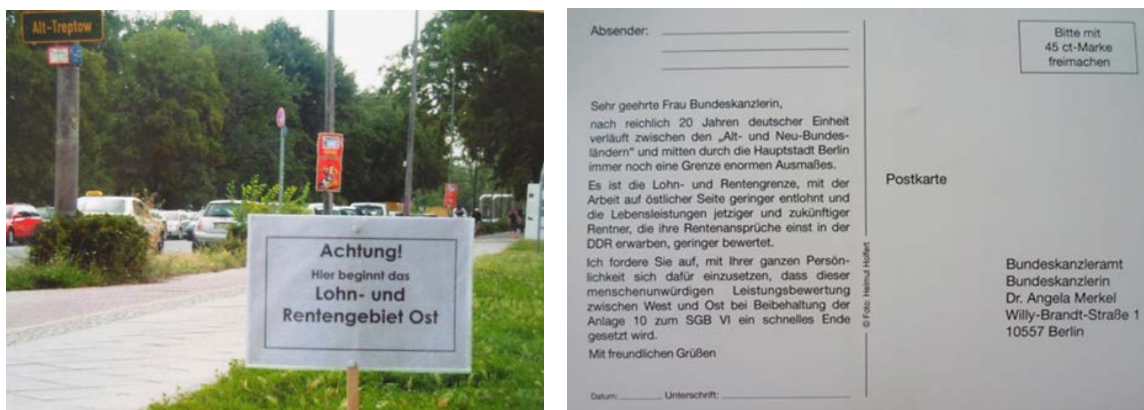 Alt-Treptow
Achtung!
Hier beginnt das
Lohn- und
Rentengebiet Ost
Absender:
Bitte mit
45 ct-Marke
freimachen
Sehr geehrte Frau Bundeskanzlerin,
nach reichlich 20 Jahren deutscher Einheit
verläuft zwischen den „Alt- und Neu-Bundes-
ländern“ und mitten durch die Hauptstadt Berlin
immer noch eine Grenze enormen Ausmaßes.
Es ist die Lohn- und Rentengrenze, mit der
Arbeit auf östlicher Seite geringer entlohnt und
die Lebensleistungen jetziger und zukünftiger
Rentner, die ihre Rentenansprüche einst in der
DDR erwarben, geringer bewertet.
Ich fordere Sie auf, mit Ihrer ganzen Persön-
lichkeit sich dafür einzusetzen, dass dieser
menschenunwürdigen Leistungsbewertung
zwischen West und Ost bei Beibehaltung der
Anlage 10 zum SGB VI ein schnelles Ende
gesetzt wird.
Mit freundlichen Grüßen
Datum: Unterschrift:
© Foto: Helmut Holfert
Postkarte
Bundeskanzleramt
Bundeskanzlerin
Dr. Angela Merkel
Willy-Brandt-Straße 1
10557 Berlin